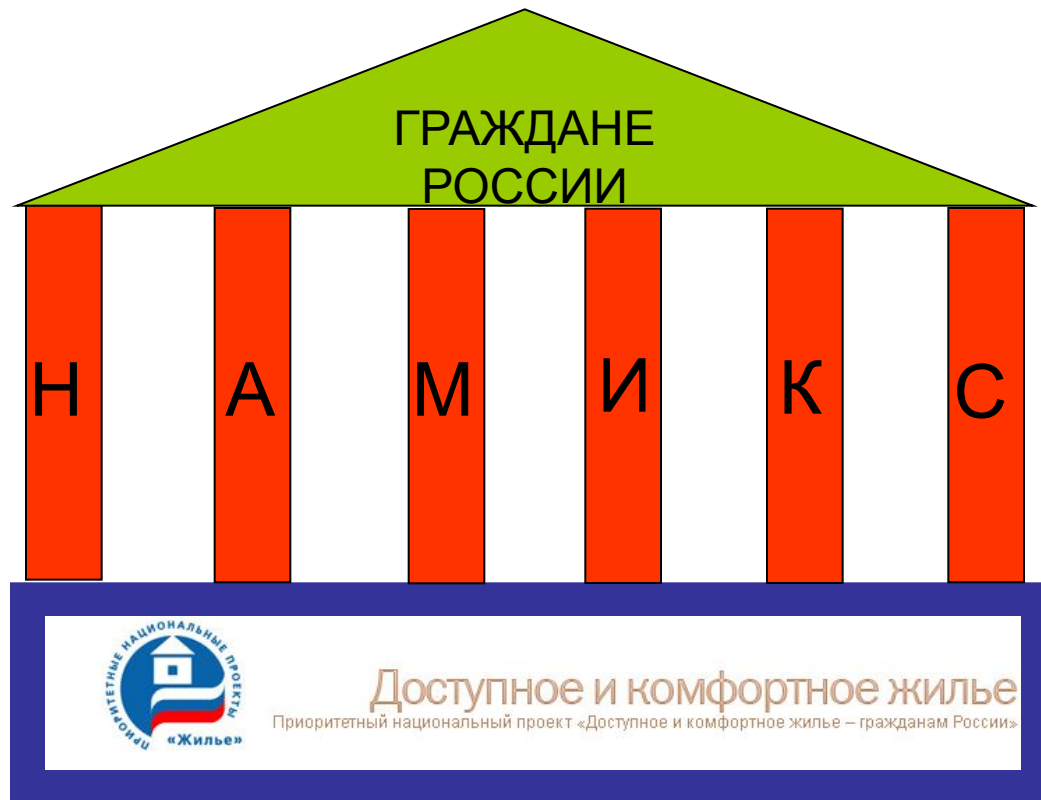 ГРАЖДАНЕ
РОССИИ
Н А М И К С
ПРИОРИТЕТНЫЕ НАЦИОНАЛЬНЫЕ ПРОЕКТЫ
«Жилье»
Доступное и комфортное жилье
Приоритетный национальный проект «Доступное и комфортное жилье – гражданам России»